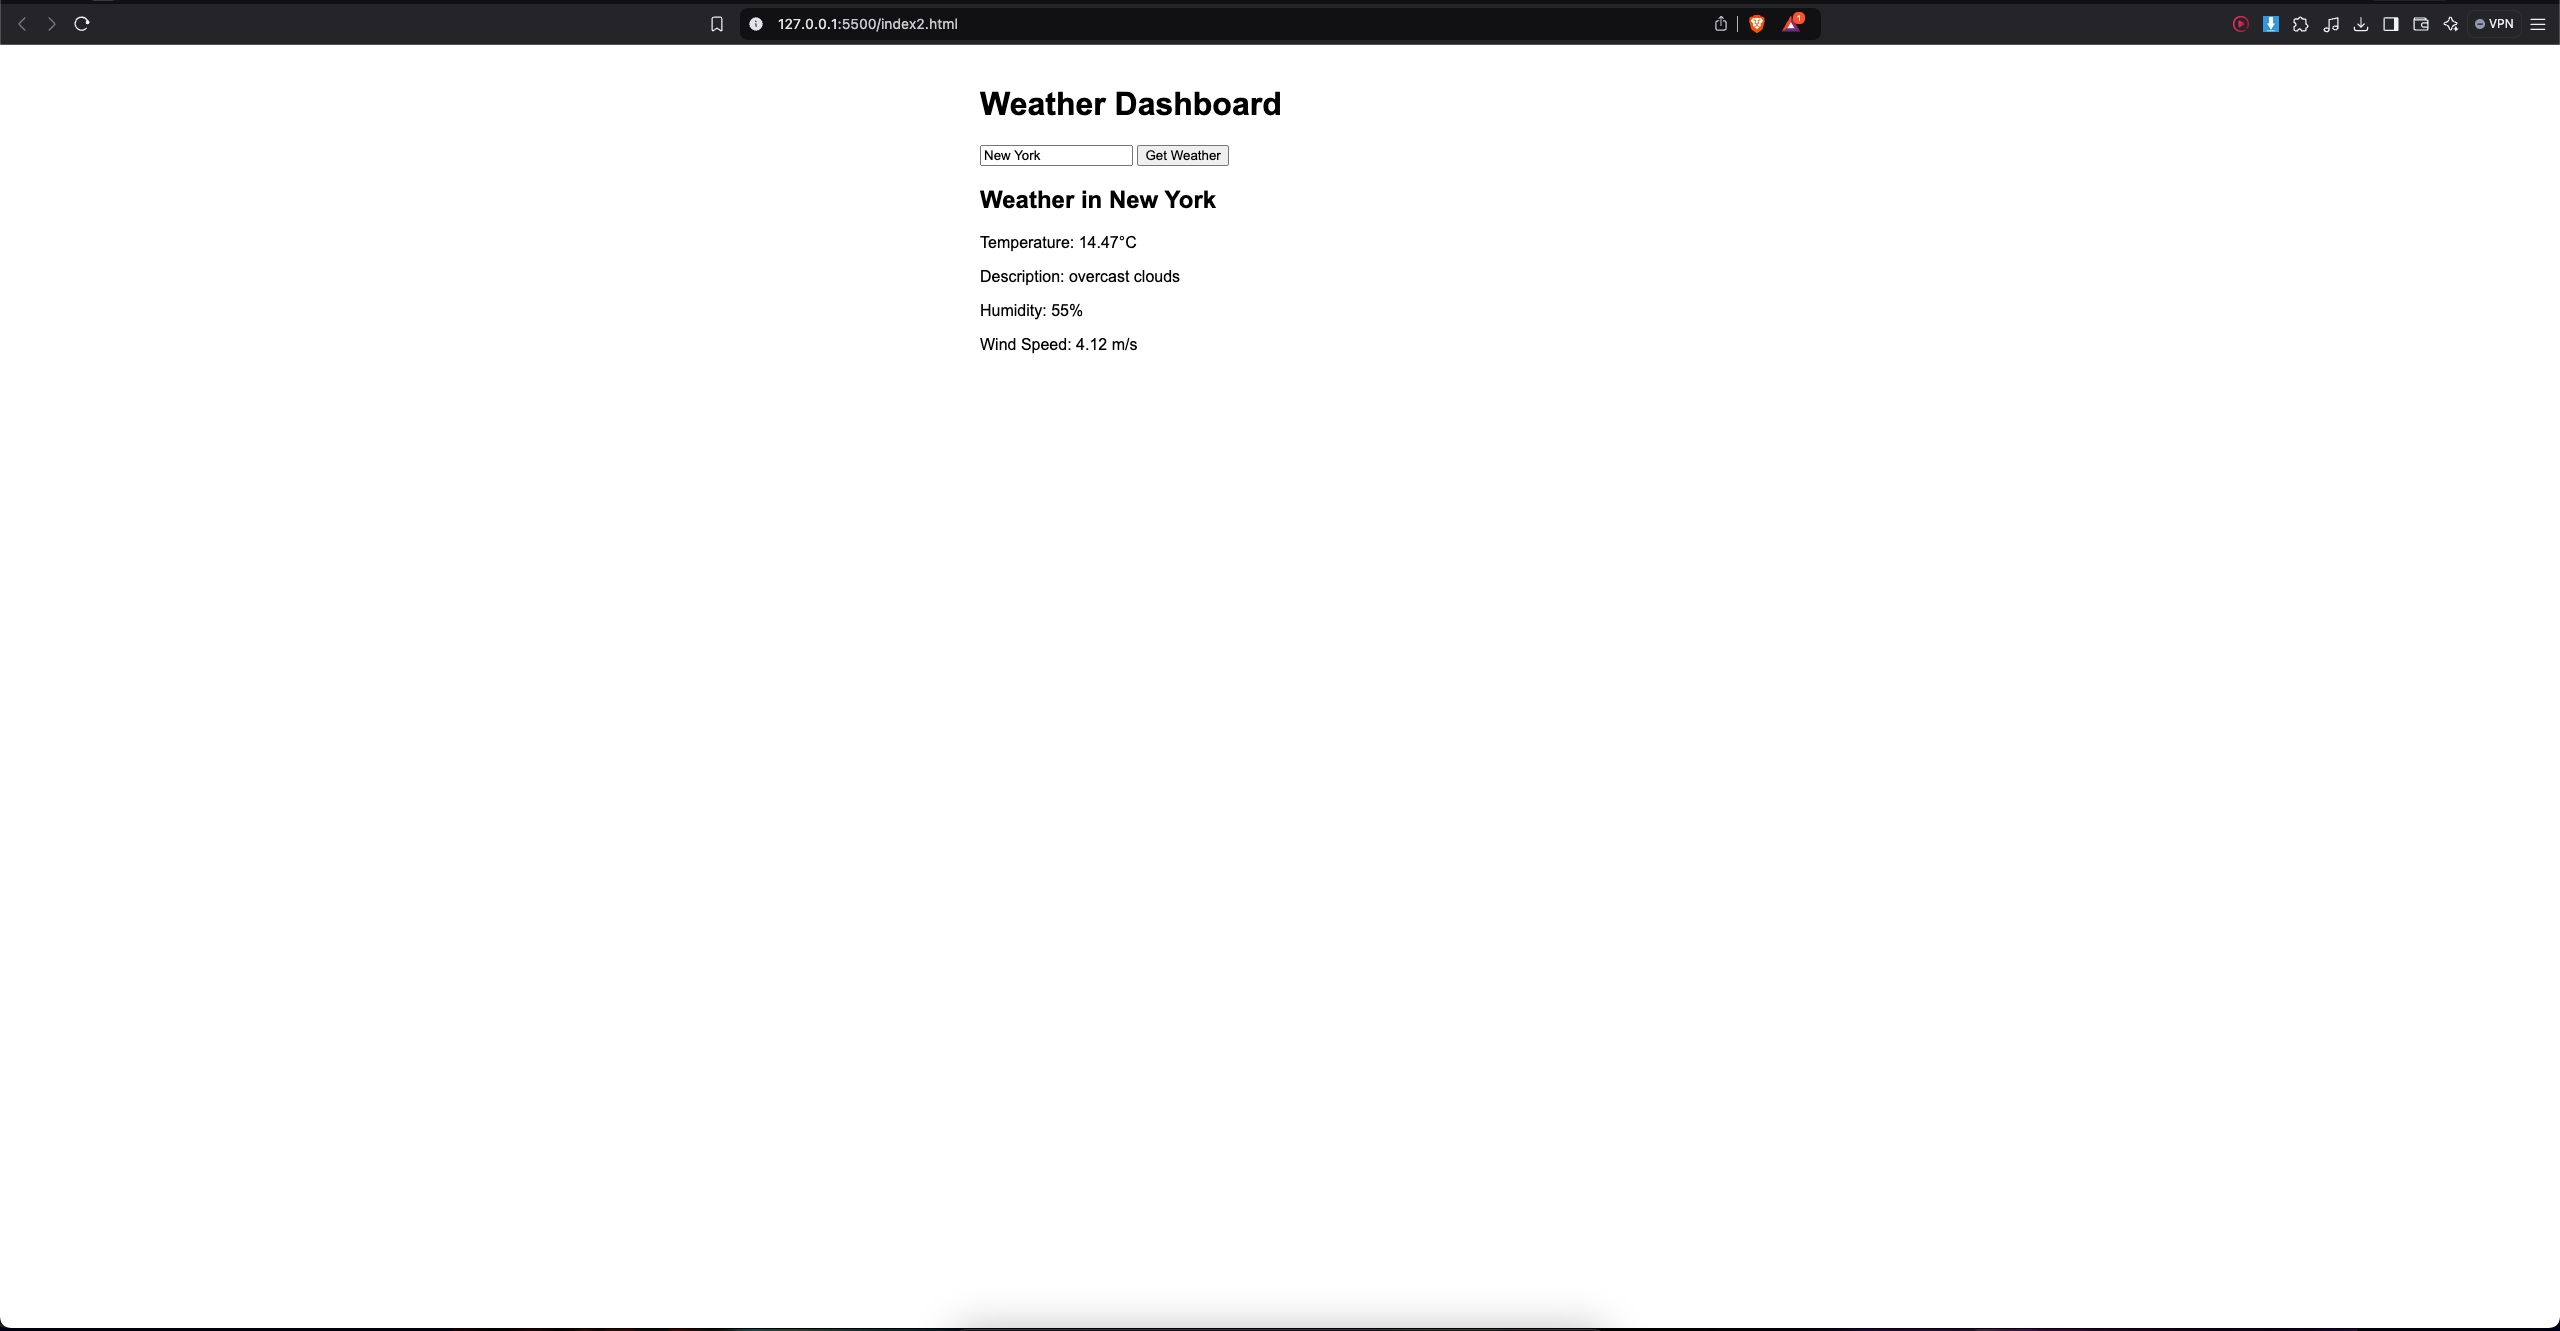 127.0.0.1:5500/index2.html
1
VPN
Weather Dashboard
New York Get Weather
Weather in New York
Temperature: 14.47°C
Description: overcast clouds
Humidity: 55%
Wind Speed: 4.12 m/s